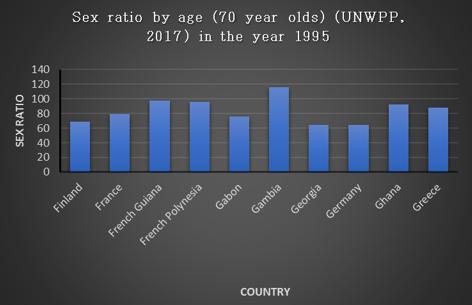 Sex ratio by age (70 year olds) (UNWPP,
2017) in the year 1995
140
120
100
80
60
40
20
0
SEX RATIO
Finland
France
French Guiana
French Polynesia
Gabon
Gambia
Georgia
Germany
Ghana
Greece
COUNTRY